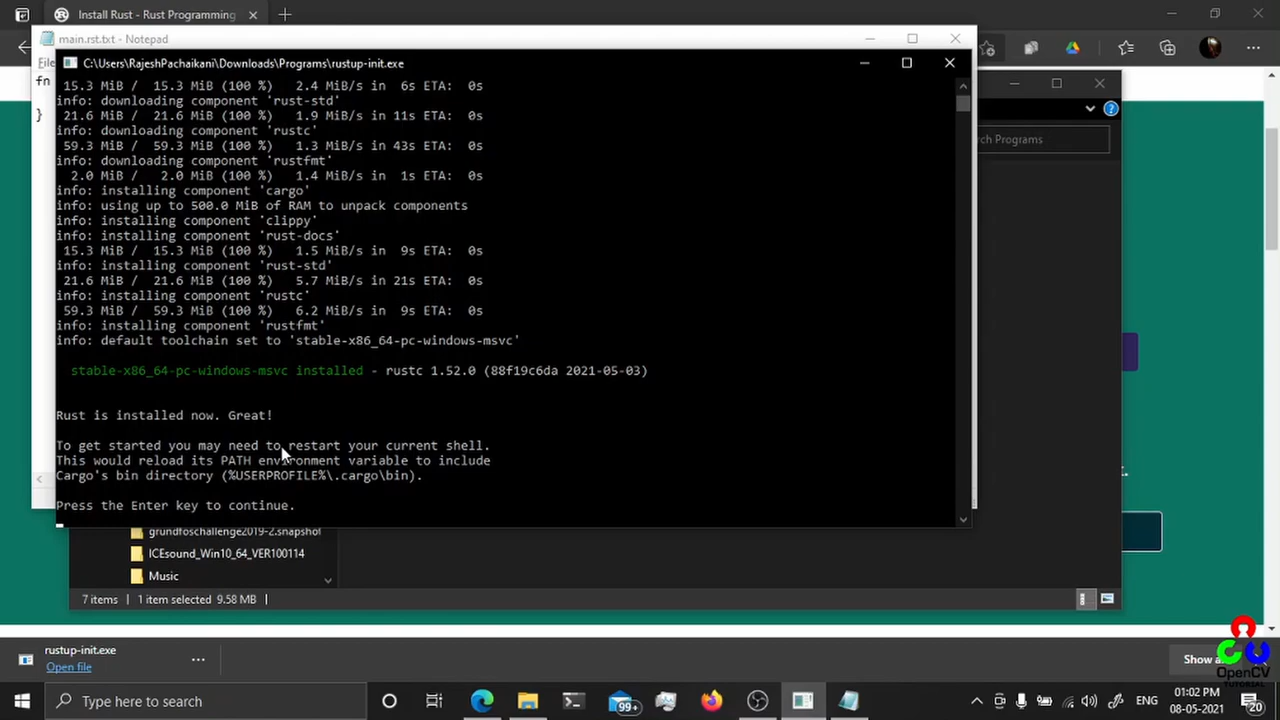 Install Rust - Rust Programming
main.rst.txt - Notepad
File
fn
}
C:\Users\RajeshPachaikani\Downloads\Programs\rustup-init.exe
15.3 MiB /  15.3 MiB (100 %)   2.4 MiB/s in  6s ETA:  0s
info: downloading component 'rust-std'
21.6 MiB /  21.6 MiB (100 %)   1.9 MiB/s in 11s ETA:  0s
info: downloading component 'rustc'
59.3 MiB /  59.3 MiB (100 %)   1.3 MiB/s in 43s ETA:  0s
info: downloading component 'rustfmt'
2.0 MiB /   2.0 MiB (100 %)   1.4 MiB/s in  1s ETA:  0s
info: installing component 'cargo'
info: using up to 500.0 MiB of RAM to unpack components
info: installing component 'clippy'
info: installing component 'rust-docs'
15.3 MiB /  15.3 MiB (100 %)   1.5 MiB/s in  9s ETA:  0s
info: installing component 'rust-std'
21.6 MiB /  21.6 MiB (100 %)   5.7 MiB/s in 21s ETA:  0s
info: installing component 'rustc'
59.3 MiB /  59.3 MiB (100 %)   6.2 MiB/s in  9s ETA:  0s
info: installing component 'rustfmt'
info: default toolchain set to 'stable-x86_64-pc-windows-msvc'
stable-x86_64-pc-windows-msvc installed - rustc 1.52.0 (88f19c6da 2021-05-03)
Rust is installed now. Great!
To get started you may need to restart your current shell.
This would reload its PATH environment variable to include
Cargo's bin directory (%USERPROFILE%\.cargo\bin).
Press the Enter key to continue.
rch Programs
grundfoschallenge2019-2.snapshot
ICEsound_Win10_64_VER100114
Music
7 items
1 item selected  9.58 MB
rustup-init.exe
Open file
Show
OpenCV
TUTORIAL
Type here to search
99+
ENG
01:02 PM
08-05-2021
20